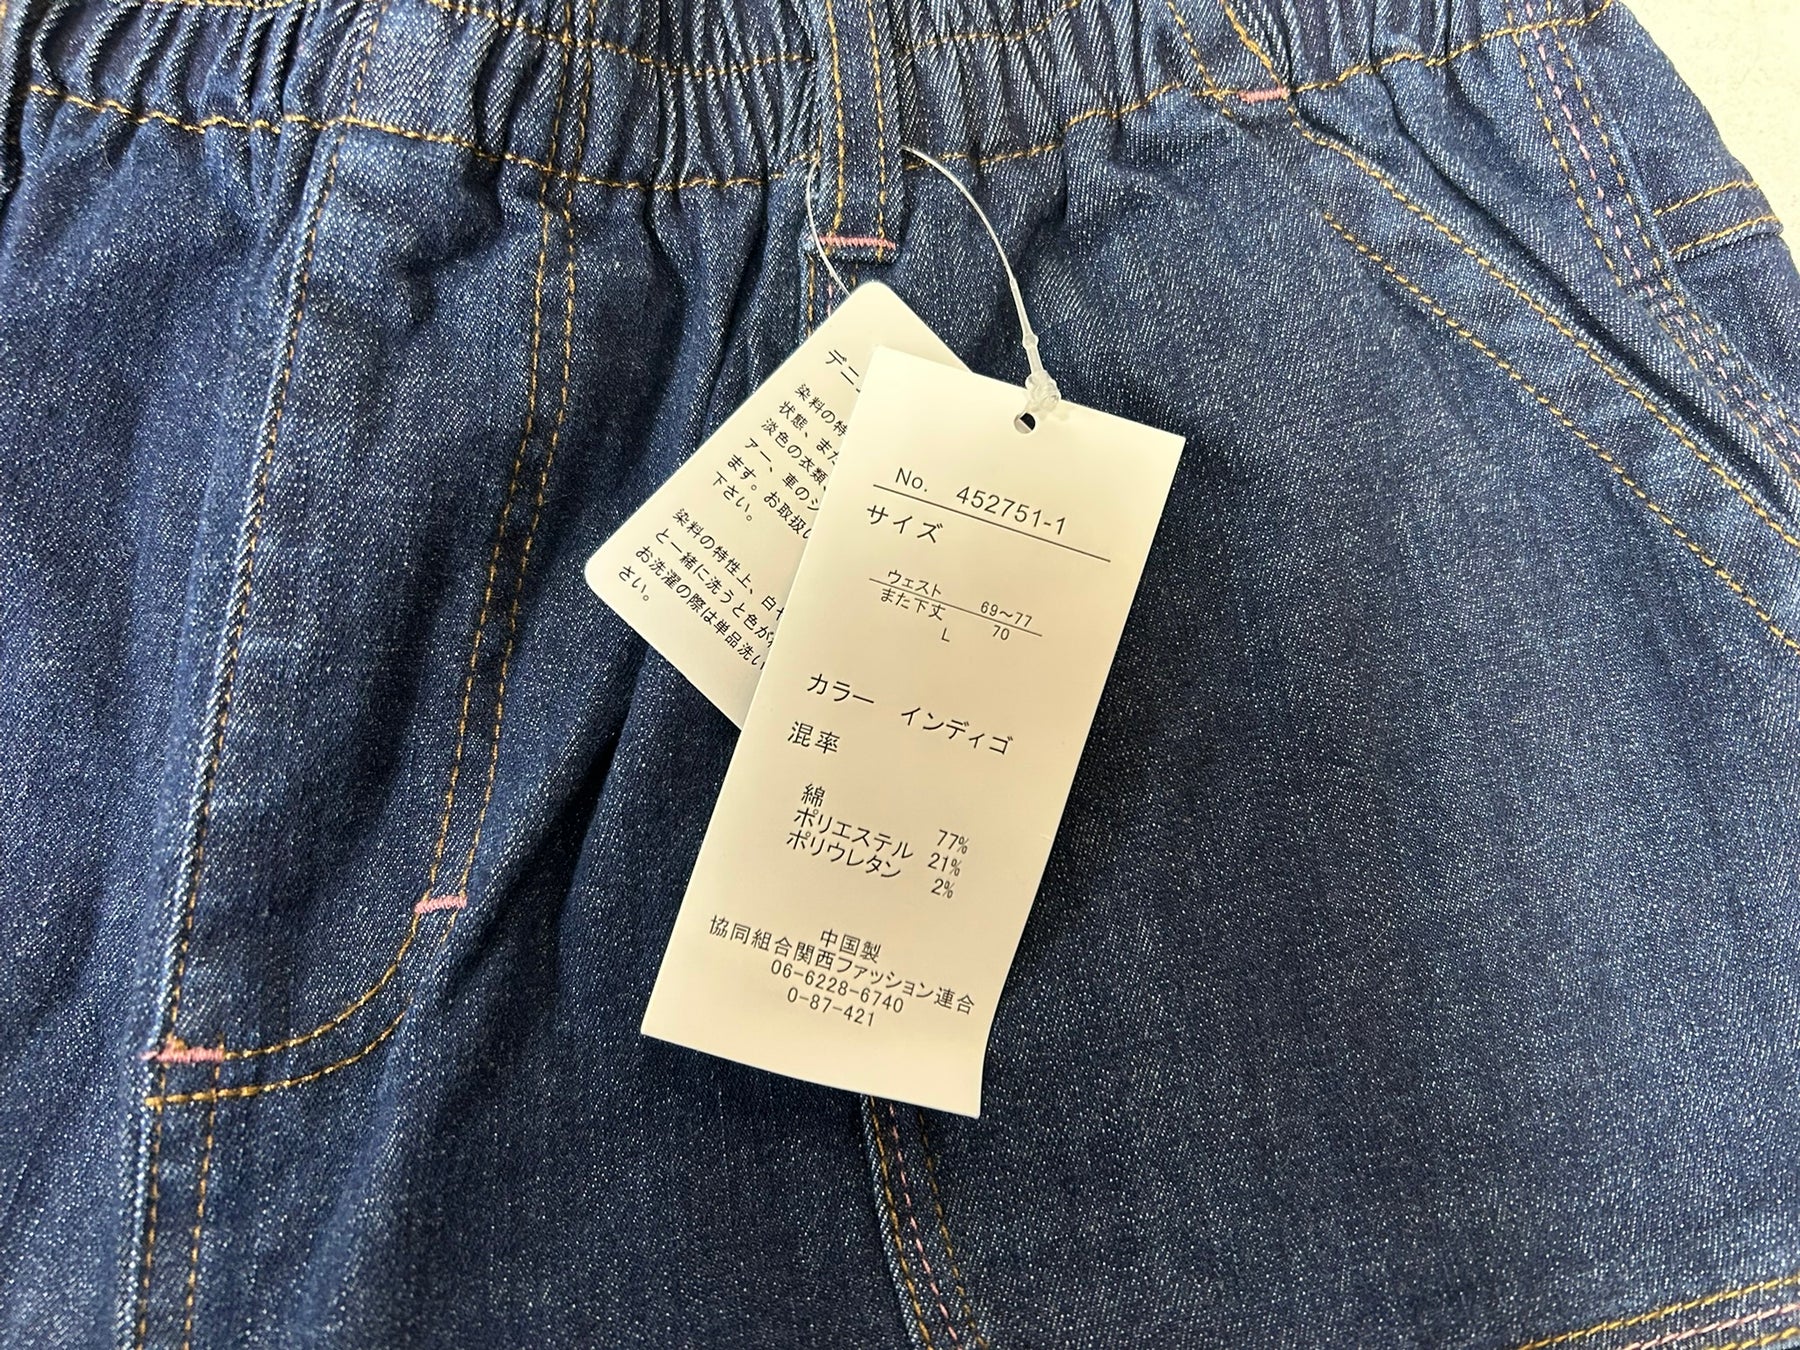 デニ
染料の特
状態、また
淡色の衣類、
アー、車のシ
ます。お取扱い
下さい。
染料の特性上、白
と一緒に洗うと色が
お洗濯の際は単品洗い
さい。
No. 452751-1
サイズ
ウェスト 69〜77
また下丈 70
L
カラー インディゴ
混率
綿 77%
ポリエステル 21%
ポリウレタン 2%
中国製
協同組合関西ファッション連合
06-6228-6740
0-87-421